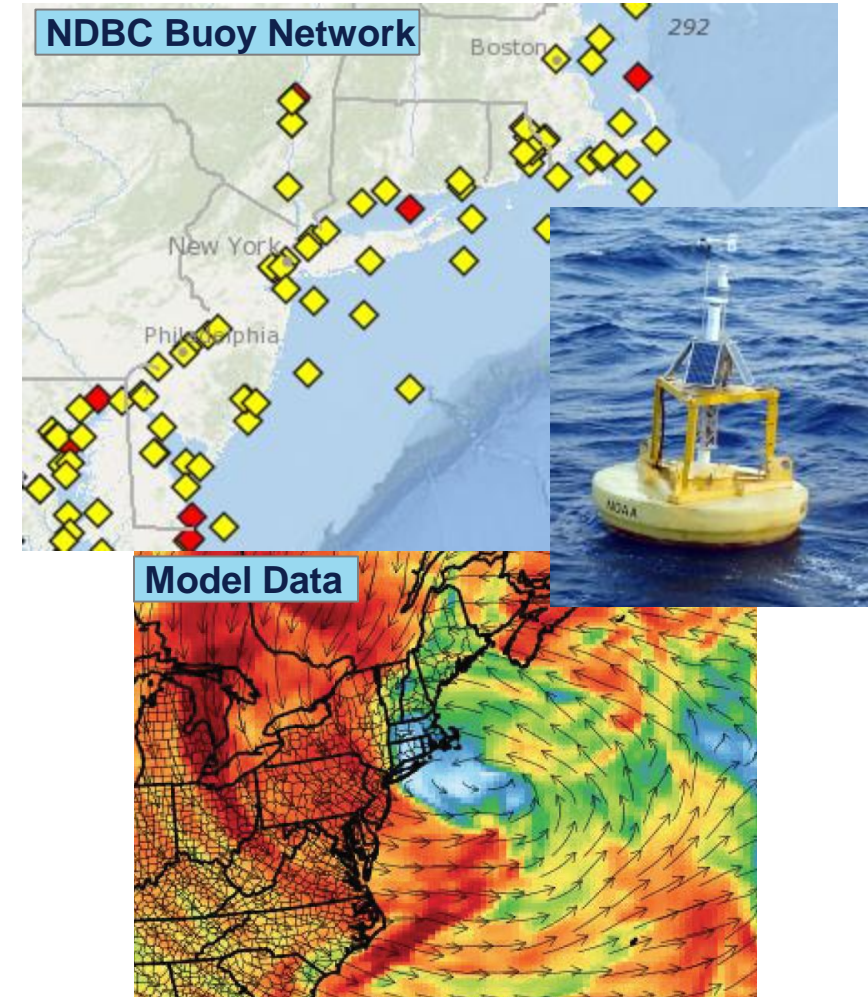 NDBC Buoy Network
292
Boston
New York
Philadelphia
NOAA
Model Data